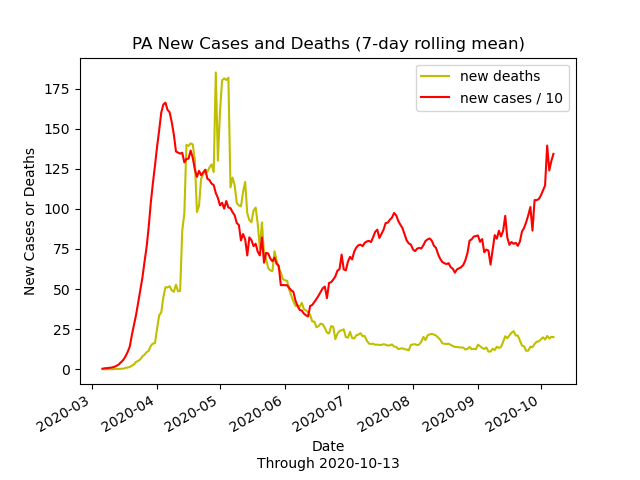 PA New Cases and Deaths (7-day rolling mean)
new deaths
new cases / 10
New Cases or Deaths
175
150
125
100
75
50
25
0
2020-03
2020-04
2020-05
2020-06
2020-07
2020-08
2020-09
2020-10
Date
Through 2020-10-13